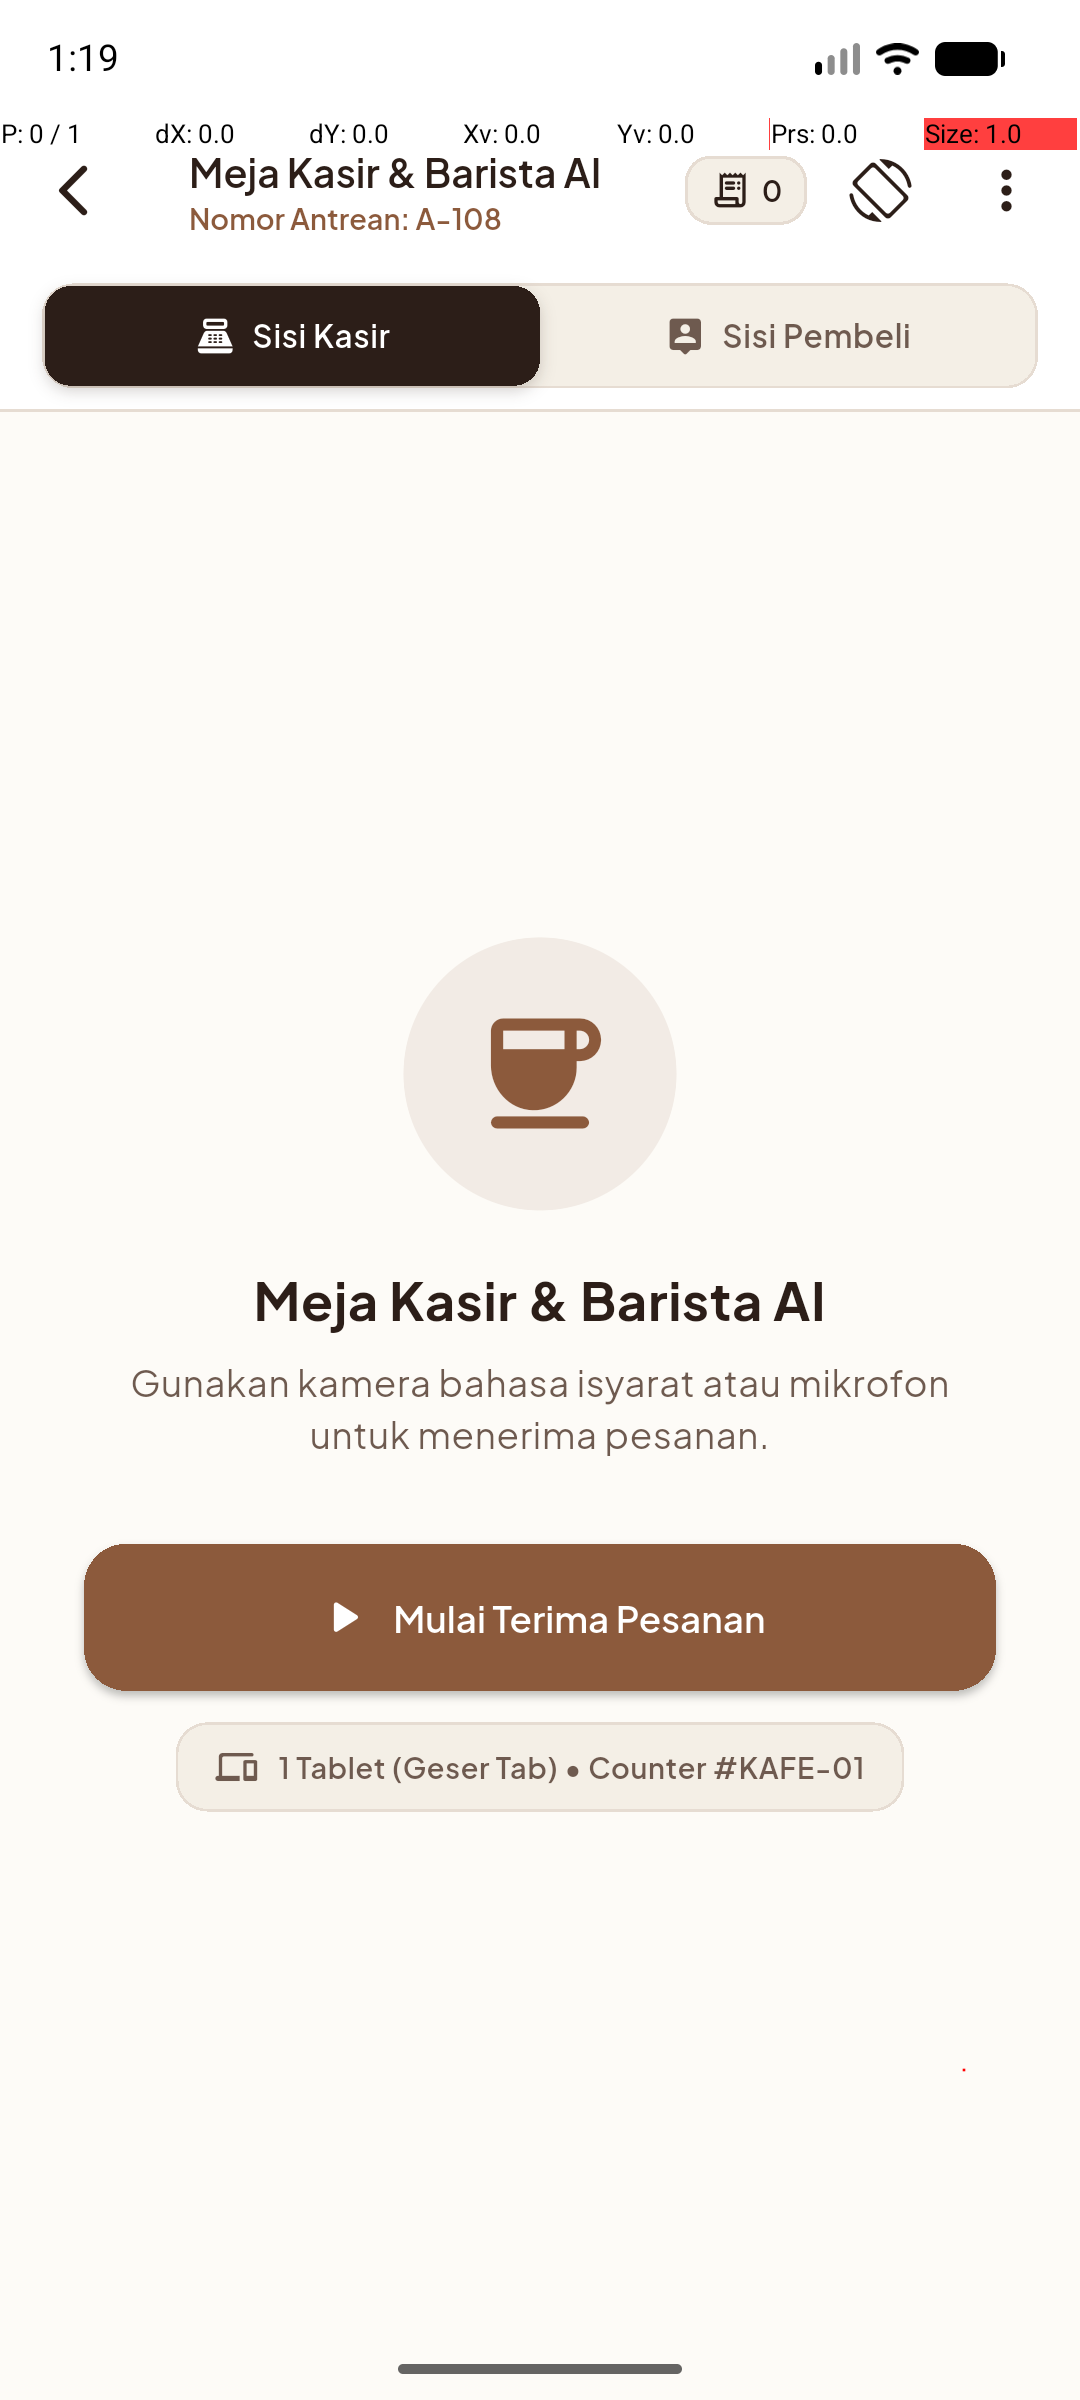 1:19
P: 0 / 1 dX: 0.0 dY: 0.0 Xv: 0.0 Yv: 0.0 Prs: 0.0 Size: 1.0
Meja Kasir & Barista AI
Nomor Antrean: A-108
0
Sisi Kasir
Sisi Pembeli
Meja Kasir & Barista AI
Gunakan kamera bahasa isyarat atau mikrofon
untuk menerima pesanan.
Mulai Terima Pesanan
1 Tablet (Geser Tab) • Counter #KAFE-01